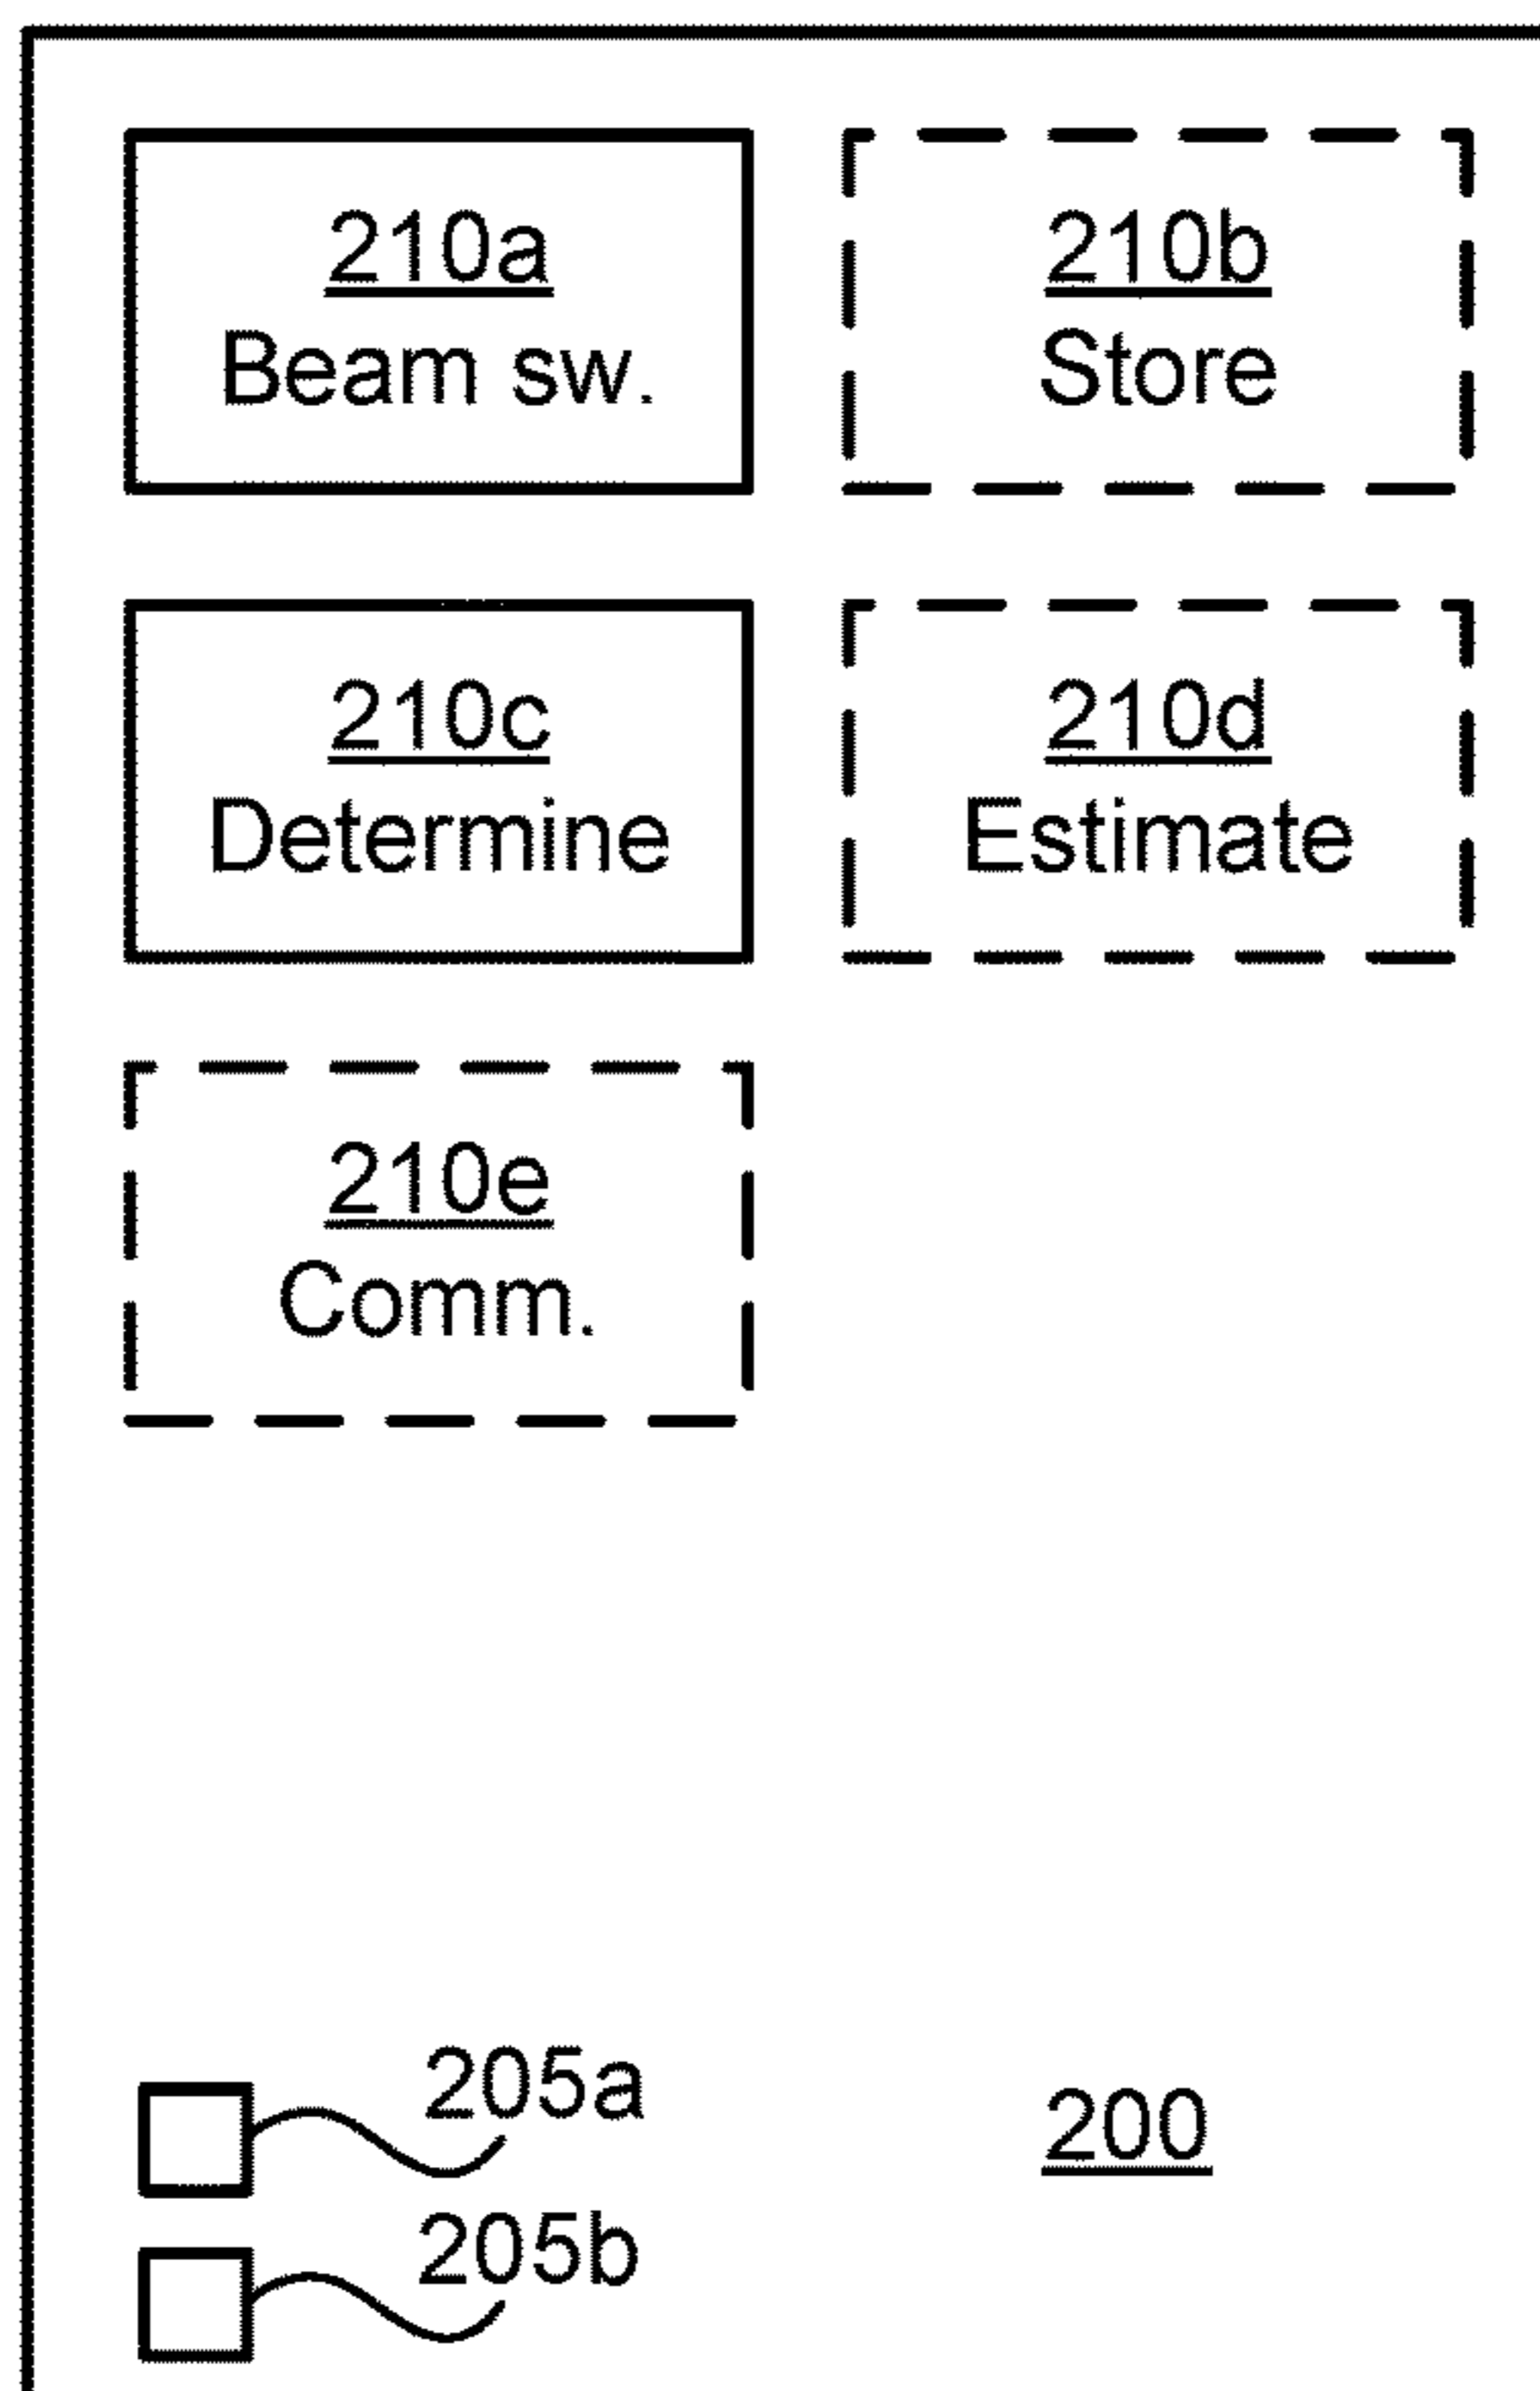 210a
Beam sw.
210b
Store
210c
Determine
210d
Estimate
210e
Comm.
205a
205b
200